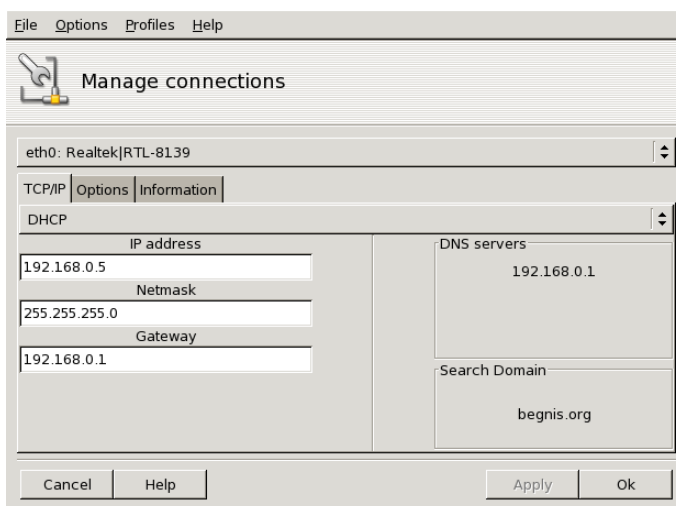 File Options Profiles Help
Manage connections
eth0: Realtek|RTL-8139
TCP/IP Options Information
DHCP
IP address
192.168.0.5
Netmask
255.255.255.0
Gateway
192.168.0.1
DNS servers
192.168.0.1
Search Domain
begnis.org
Cancel Help Apply Ok